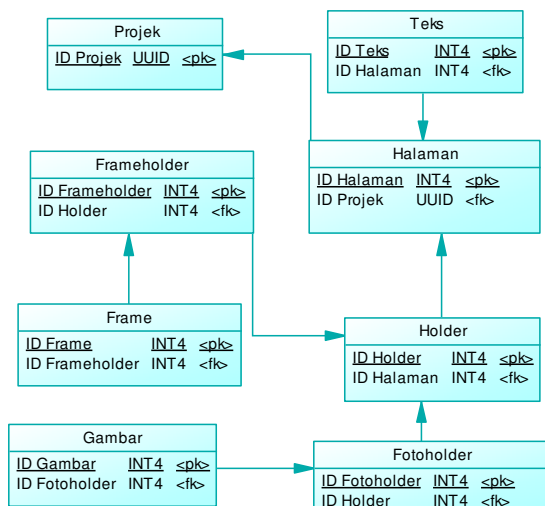 Projek
ID Projek UUID <pk>
Teks
ID Teks INT4 <pk>
ID Halaman INT4 <fk>
Halaman
ID Halaman INT4 <pk>
ID Projek UUID <fk>
Frameholder
ID Frameholder INT4 <pk>
ID Holder INT4 <fk>
Frame
ID Frame INT4 <pk>
ID Frameholder INT4 <fk>
Holder
ID Holder INT4 <pk>
ID Halaman INT4 <fk>
Gambar
ID Gambar INT4 <pk>
ID Fotoholder INT4 <fk>
Fotoholder
ID Fotoholder INT4 <pk>
ID Holder INT4 <fk>